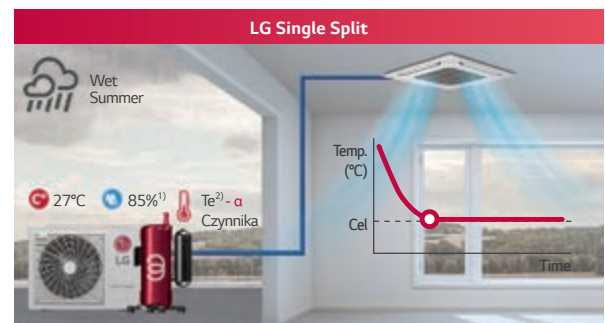 LG Single Split
Wet
Summer
Temp.
(°C)
27°C
85%¹⁾
Te²⁾- α
Czynnika
Cel
LG
Time